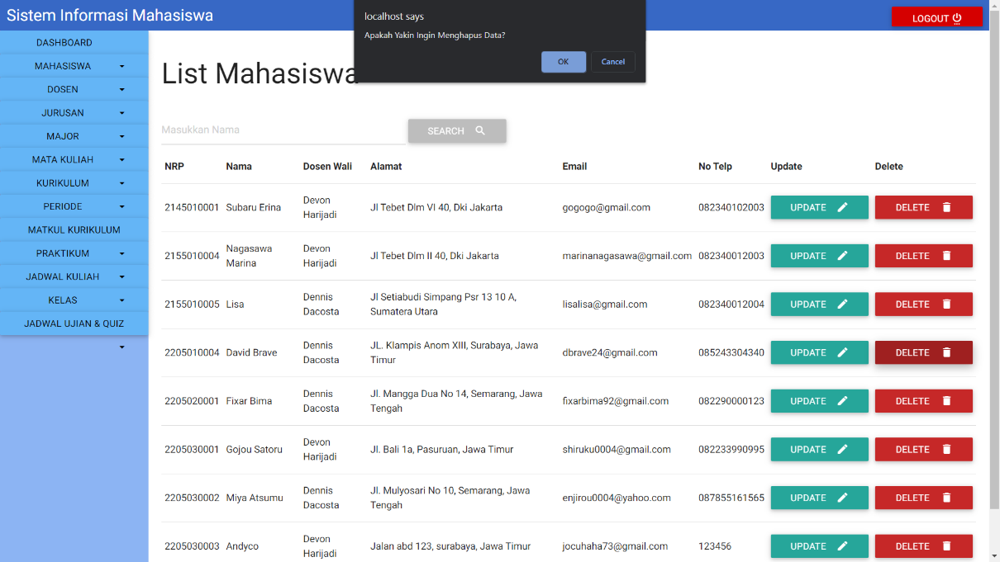 Sistem Informasi Mahasiswa
localhost says
Apakah Yakin Ingin Menghapus Data?
OK
Cancel
LOGOUT
DASHBOARD
MAHASISWA
DOSEN
JURUSAN
MAJOR
MATA KULIAH
KURIKULUM
PERIODE
MATKUL KURIKULUM
PRAKTIKUM
JADWAL KULIAH
KELAS
JADWAL UJIAN & QUIZ
List Mahasiswa
Masukkan Nama
SEARCH
NRP Nama Dosen Wali Alamat Email No Telp Update Delete
2145010001 Subaru Erina Devon Harijadi Jl Tebet Dlm VI 40, Dki Jakarta gogogo@gmail.com 082340102003 UPDATE DELETE
2155010004 Nagasawa Marina Devon Harijadi Jl Tebet Dlm II 40, Dki Jakarta marinanagasawa@gmail.com 082340012003 UPDATE DELETE
2155010005 Lisa Dennis Dacosta Jl Setiabudi Simpang Psr 13 10 A, Sumatera Utara lisalisa@gmail.com 082340012004 UPDATE DELETE
2205010004 David Brave Dennis Dacosta JL. Klampis Anom XIII, Surabaya, Jawa Timur dbrave24@gmail.com 085243304340 UPDATE DELETE
2205020001 Fixar Bima Dennis Dacosta Jl. Mangga Dua No 14, Semarang, Jawa Tengah fixarbima92@gmail.com 082290000123 UPDATE DELETE
2205030001 Gojou Satoru Devon Harijadi Jl. Bali 1a, Pasuruan, Jawa Timur shiruku0004@gmail.com 082233990995 UPDATE DELETE
2205030002 Miya Atsumu Dennis Dacosta Jl. Mulyosari No 10, Semarang, Jawa Tengah enjirou0004@yahoo.com 087855161565 UPDATE DELETE
2205030003 Andyco Devon Harijadi Jalan abd 123, surabaya, Jawa Timur jocuhaha73@gmail.com 123456 UPDATE DELETE